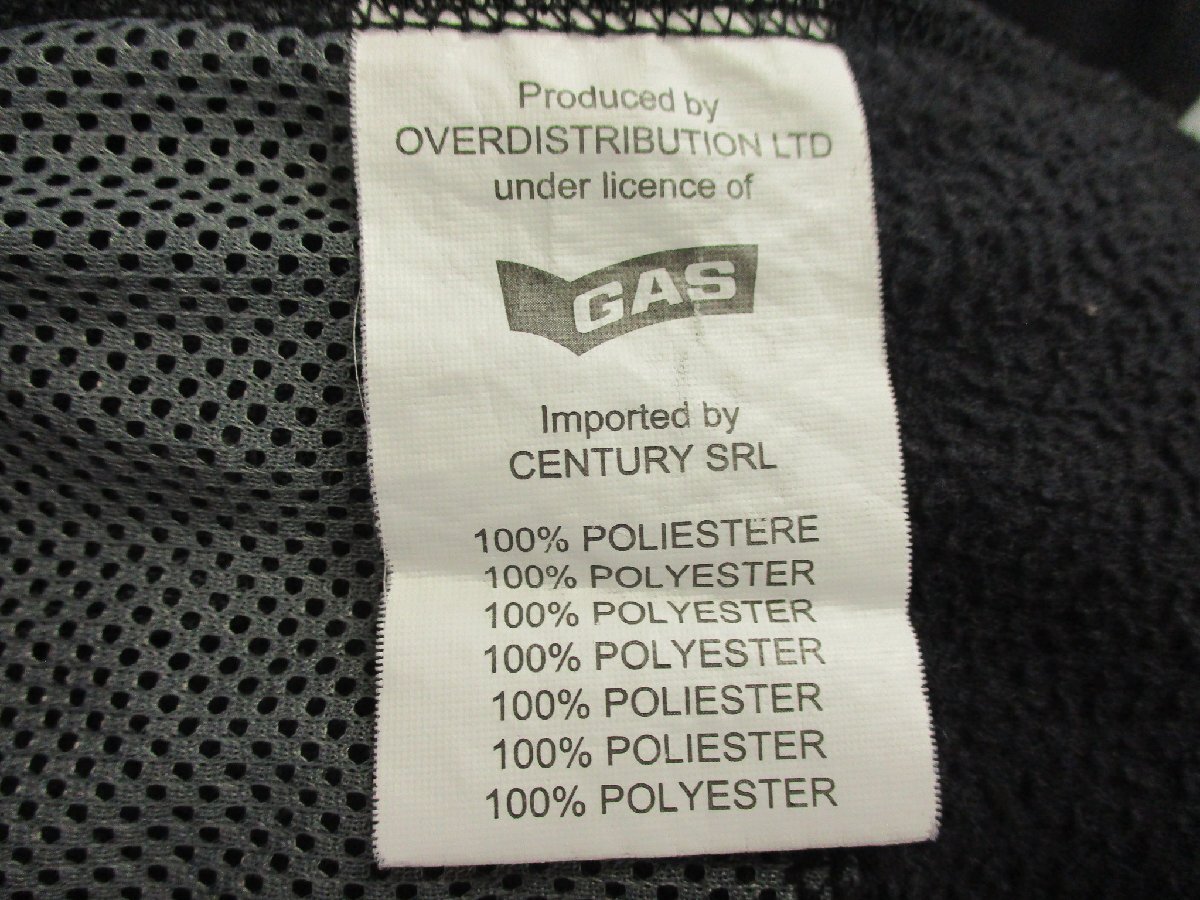 Produced by
OVERDISTRIBUTION LTD
under licence of
GAS
Imported by
CENTURY SRL
100% POLIESTERE
100% POLYESTER
100% POLYESTER
100% POLYESTER
100% POLIESTER
100% POLIESTER
100% POLYESTER